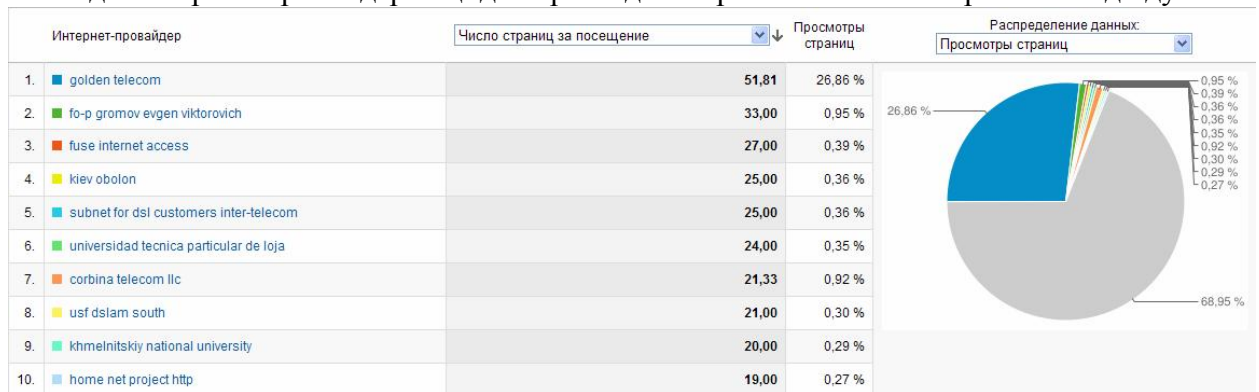 Интернет-провайдер Число страниц за посещение Просмотры страниц
Распределение данных:
Просмотры страниц
1. golden telecom 51,81 26,86 %
2. fo-p gromov evgen viktorovich 33,00 0,95 %
3. fuse internet access 27,00 0,39 %
4. kiev obolon 25,00 0,36 %
5. subnet for dsl customers inter-telecom 25,00 0,36 %
6. universidad tecnica particular de loja 24,00 0,35 %
7. corbina telecom llc 21,33 0,92 %
8. usf dslam south 21,00 0,30 %
9. khmelnitskiy national university 20,00 0,29 %
10. home net project http 19,00 0,27 %
26,86 %
0,95 %
0,39 %
0,36 %
0,36 %
0,35 %
0,92 %
0,30 %
0,29 %
0,27 %
68,95 %